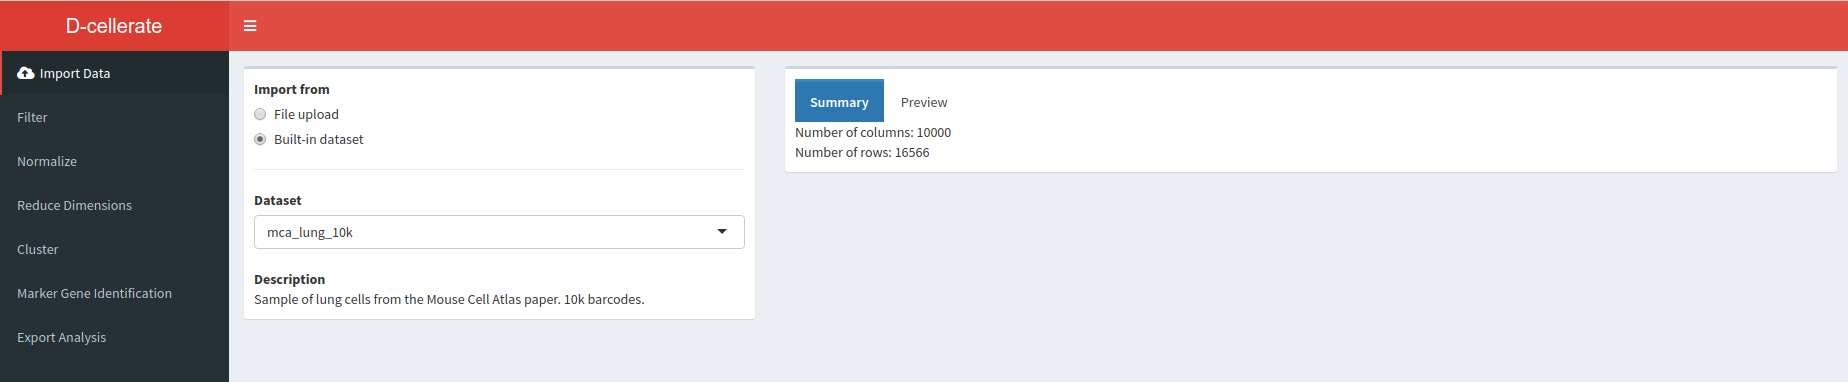 D-cellerate
Import Data
Filter
Normalize
Reduce Dimensions
Cluster
Marker Gene Identification
Export Analysis
Import from
File upload
Built-in dataset
Dataset
mca_lung_10k
Description
Sample of lung cells from the Mouse Cell Atlas paper. 10k barcodes.
Summary Preview
Number of columns: 10000
Number of rows: 16566